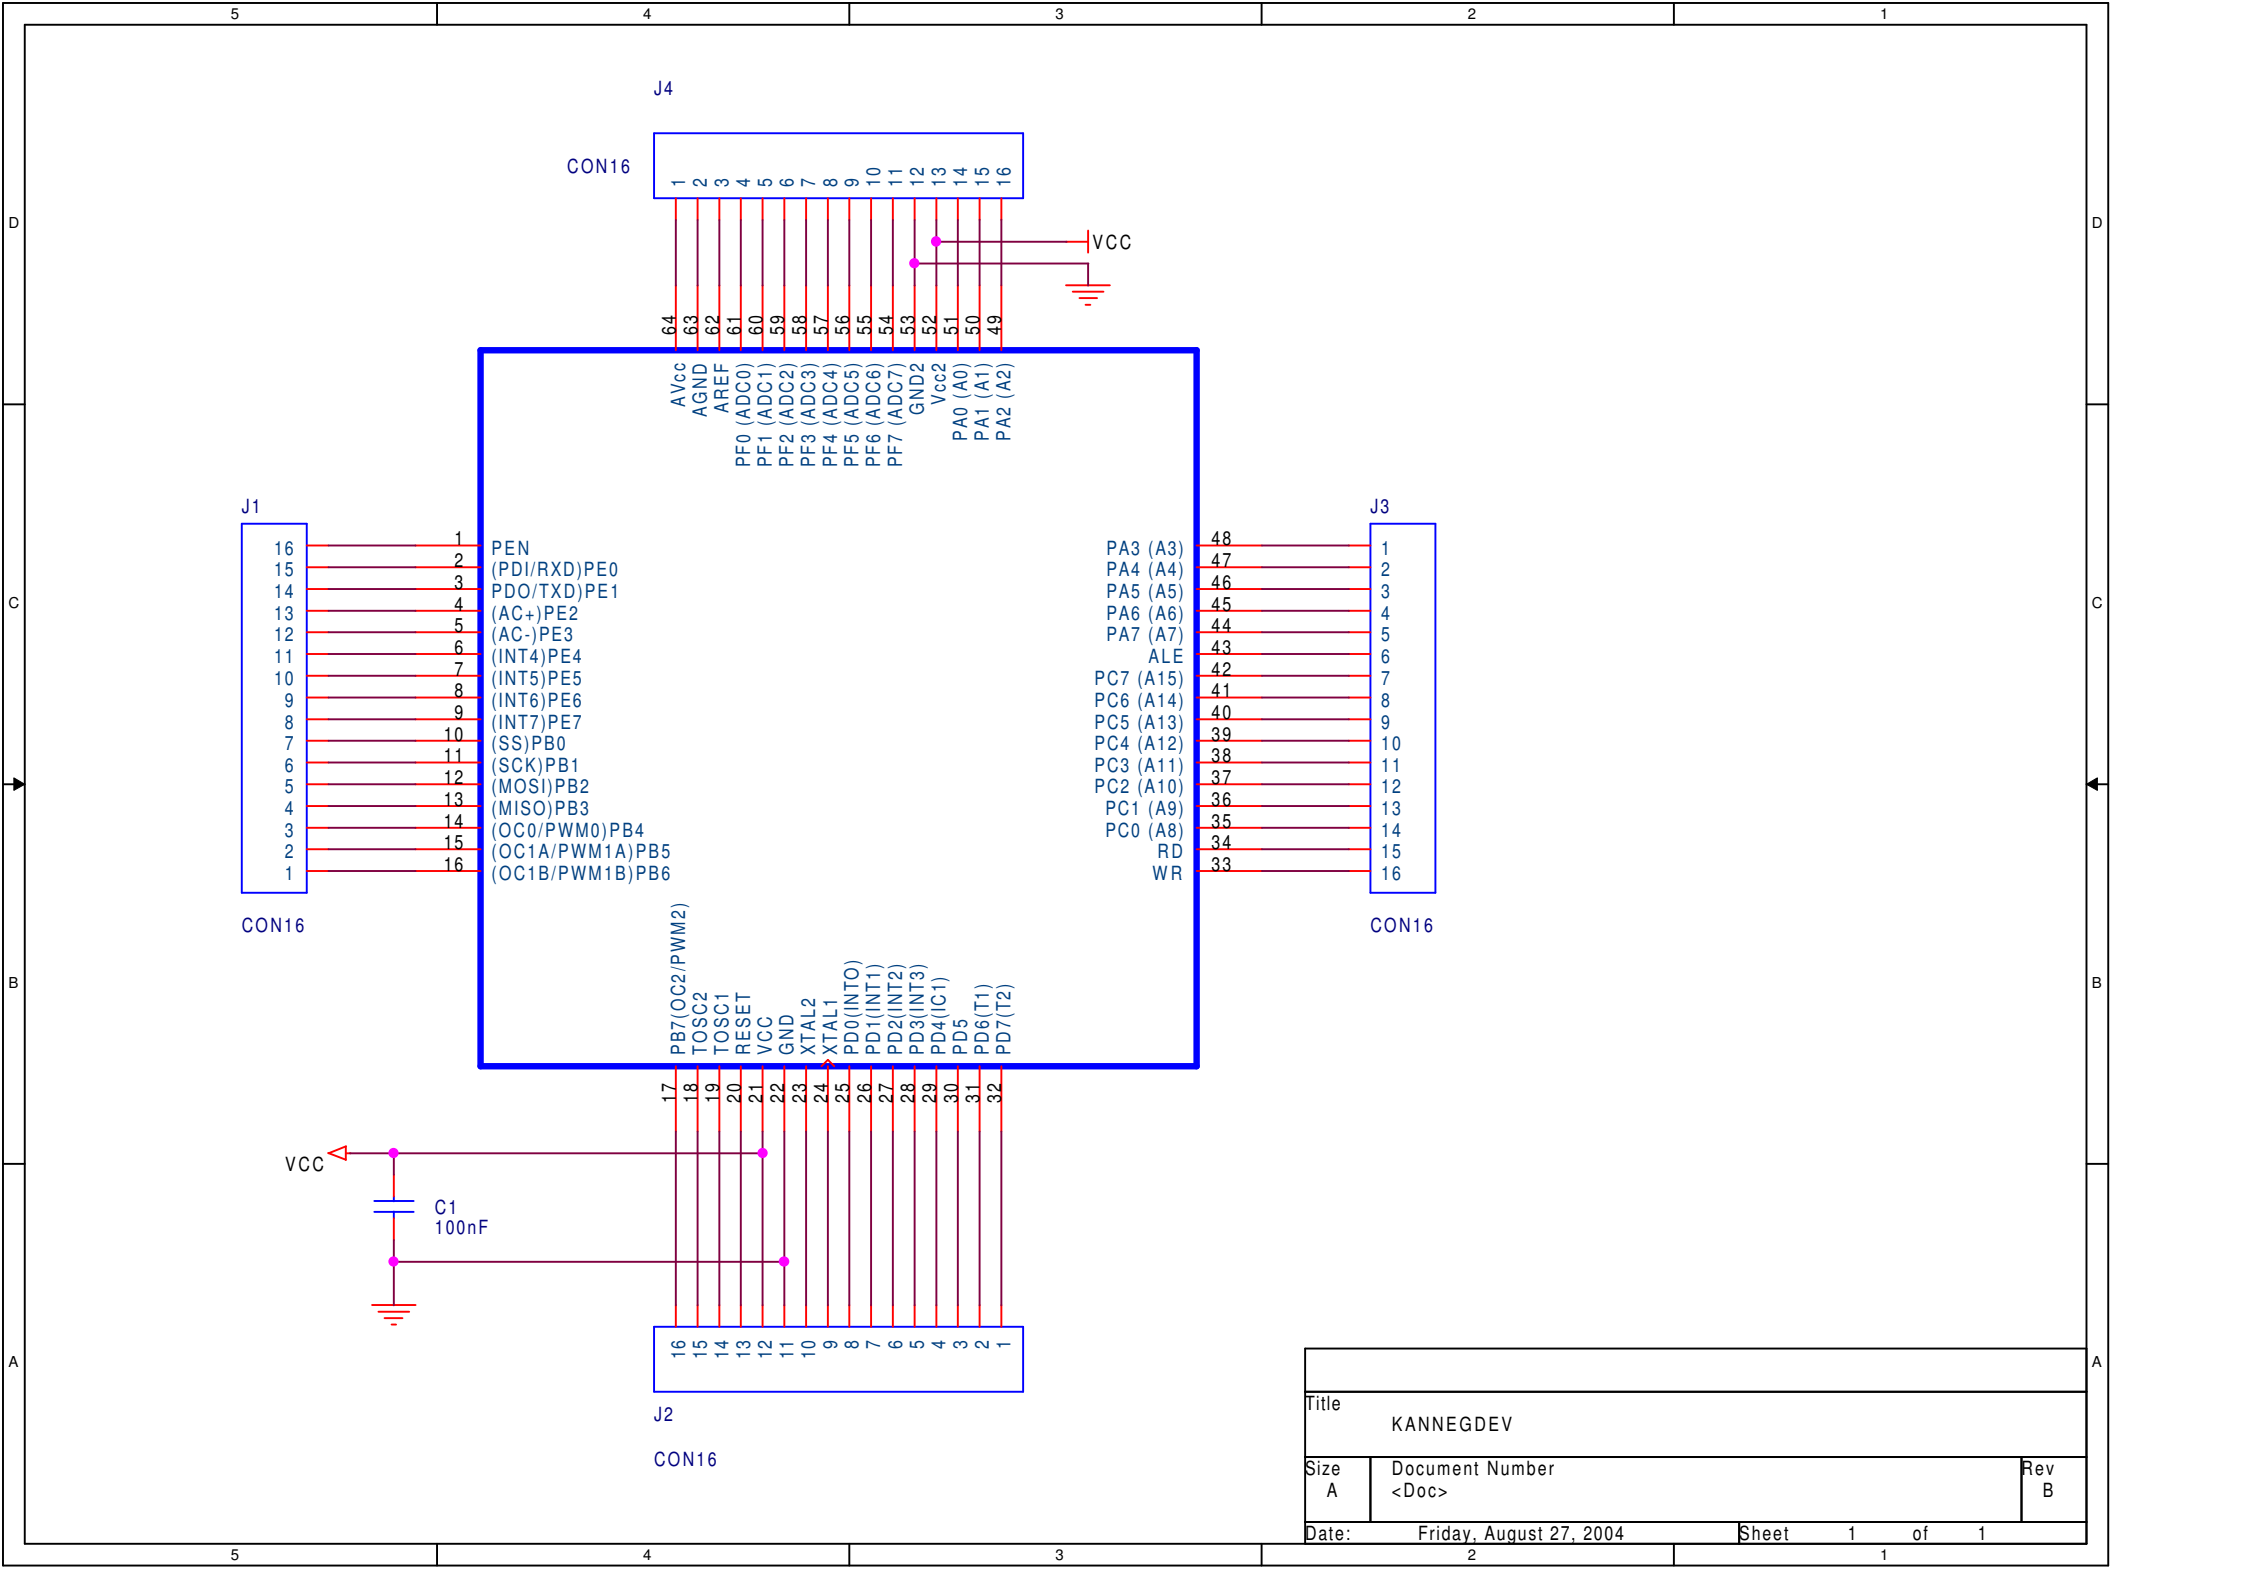 5 4 3 2 1
J4
CON16
1 2 3 4 5 6 7 8 9 10 11 12 13 14 15 16
D D
VCC
64 63 62 61 60 59 58 57 56 55 54 53 52 51 50 49
AVcc
AGND
AREF
PF0 (ADC0)
PF1 (ADC1)
PF2 (ADC2)
PF3 (ADC3)
PF4 (ADC4)
PF5 (ADC5)
PF6 (ADC6)
PF7 (ADC7)
GND2
Vcc2
PA0 (A0)
PA1 (A1)
PA2 (A2)
J1 J3
16 1 PEN PA3 (A3) 48 1
15 2 (PDI/RXD)PE0 PA4 (A4) 47 2
14 3 PDO/TXD)PE1 PA5 (A5) 46 3
C C
13 4 (AC+)PE2 PA6 (A6) 45 4
12 5 (AC-)PE3 PA7 (A7) 44 5
11 6 (INT4)PE4 ALE 43 6
10 7 (INT5)PE5 PC7 (A15) 42 7
9 8 (INT6)PE6 PC6 (A14) 41 8
8 9 (INT7)PE7 PC5 (A13) 40 9
7 10 (SS)PB0 PC4 (A12) 39 10
6 11 (SCK)PB1 PC3 (A11) 38 11
5 12 (MOSI)PB2 PC2 (A10) 37 12
4 13 (MISO)PB3 PC1 (A9) 36 13
3 14 (OC0/PWM0)PB4 PC0 (A8) 35 14
2 15 (OC1A/PWM1A)PB5 RD 34 15
1 16 (OC1B/PWM1B)PB6 WR 33 16
CON16 CON16
B B
PB7(OC2/PWM2)
TOSC2
TOSC1
RESET
VCC
GND
XTAL2
XTAL1
PD0(INTO)
PD1(INT1)
PD2(INT2)
PD3(INT3)
PD4(IC1)
PD5
PD6(T1)
PD7(T2)
17 18 19 20 21 22 23 24 25 26 27 28 29 30 31 32
VCC
C1
100nF
16 15 14 13 12 11 10 9 8 7 6 5 4 3 2 1
A A
J2
CON16
Title
KANNEGDEV
Size Document Number Rev
A <Doc> B
Date: Friday, August 27, 2004 Sheet 1 of 1
5 4 3 2 1